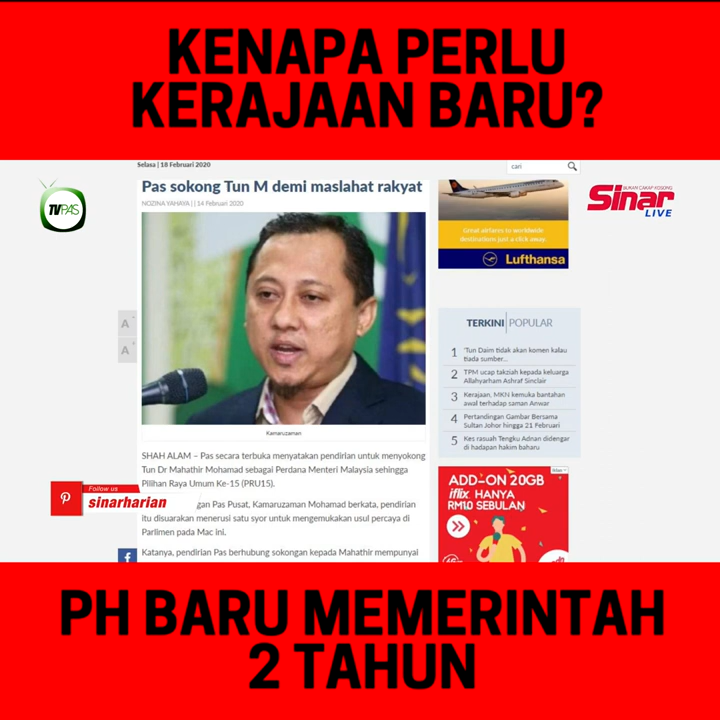 KENAPA PERLU
KERAJAAN BARU?
Selasa | 18 Februari 2020
cari
Pas sokong Tun M demi maslahat rakyat
NOZINA YAHAYA | | 14 Februari 2020
TVPAS
BUKAN CAKAP KOSONG
Sinar
LIVE
Great airfares to worldwide
destinations just a click away.
Lufthansa
A+
A-
TERKINI | POPULAR
1 'Tun Daim tidak akan komen kalau
tiada sumber...
2 TPM ucap takziah kepada keluarga
Allahyarham Ashraf Sinclair
3 Kerajaan, MKN kemuka bantahan
awal terhadap saman Anwar
4 Pertandingan Gambar Bersama
Sultan Johor hingga 21 Februari
5 Kes rasuah Tengku Adnan didengar
di hadapan hakim baharu
Kamaruzaman
SHAH ALAM – Pas secara terbuka menyatakan pendirian untuk menyokong
Tun Dr Mahathir Mohamad sebagai Perdana Menteri Malaysia sehingga
Pilihan Raya Umum Ke-15 (PRU15).
Follow us
sinarharian
gan Pas Pusat, Kamaruzaman Mohamad berkata, pendirian
itu disuarakan menerusi satu syor untuk mengemukakan usul percaya di
Parlimen pada Mac ini.
Katanya, pendirian Pas berhubung sokongan kepada Mahathir mempunyai
ADD-ON 20GB
iflix HANYA
RM10 SEBULAN
PH BARU MEMERINTAH
2 TAHUN